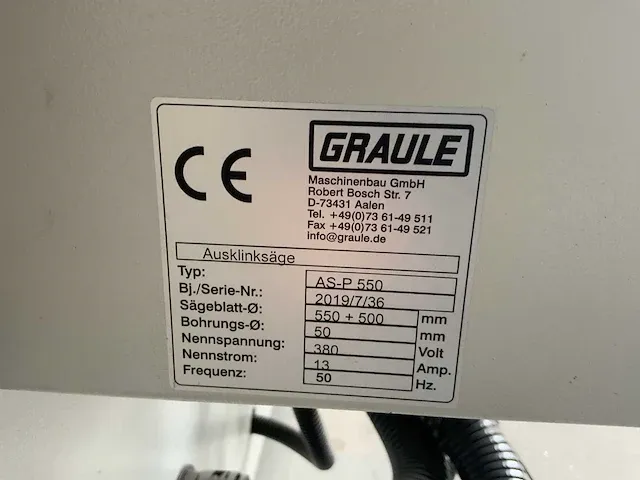 CE
GRAULE
Maschinenbau GmbH
Robert Bosch Str. 7
D-73431 Aalen
Tel. +49(0)73 61-49 511
Fax +49(0)73 61-49 521
info@graule.de
Ausklinksäge
Typ: AS-P 550
Bj./Serie-Nr.: 2019/7/36
Sägeblatt-Ø: 550 + 500 mm
Bohrungs-Ø: 50 mm
Nennspannung: 380 Volt
Nennstrom: 13 Amp.
Frequenz: 50 Hz.